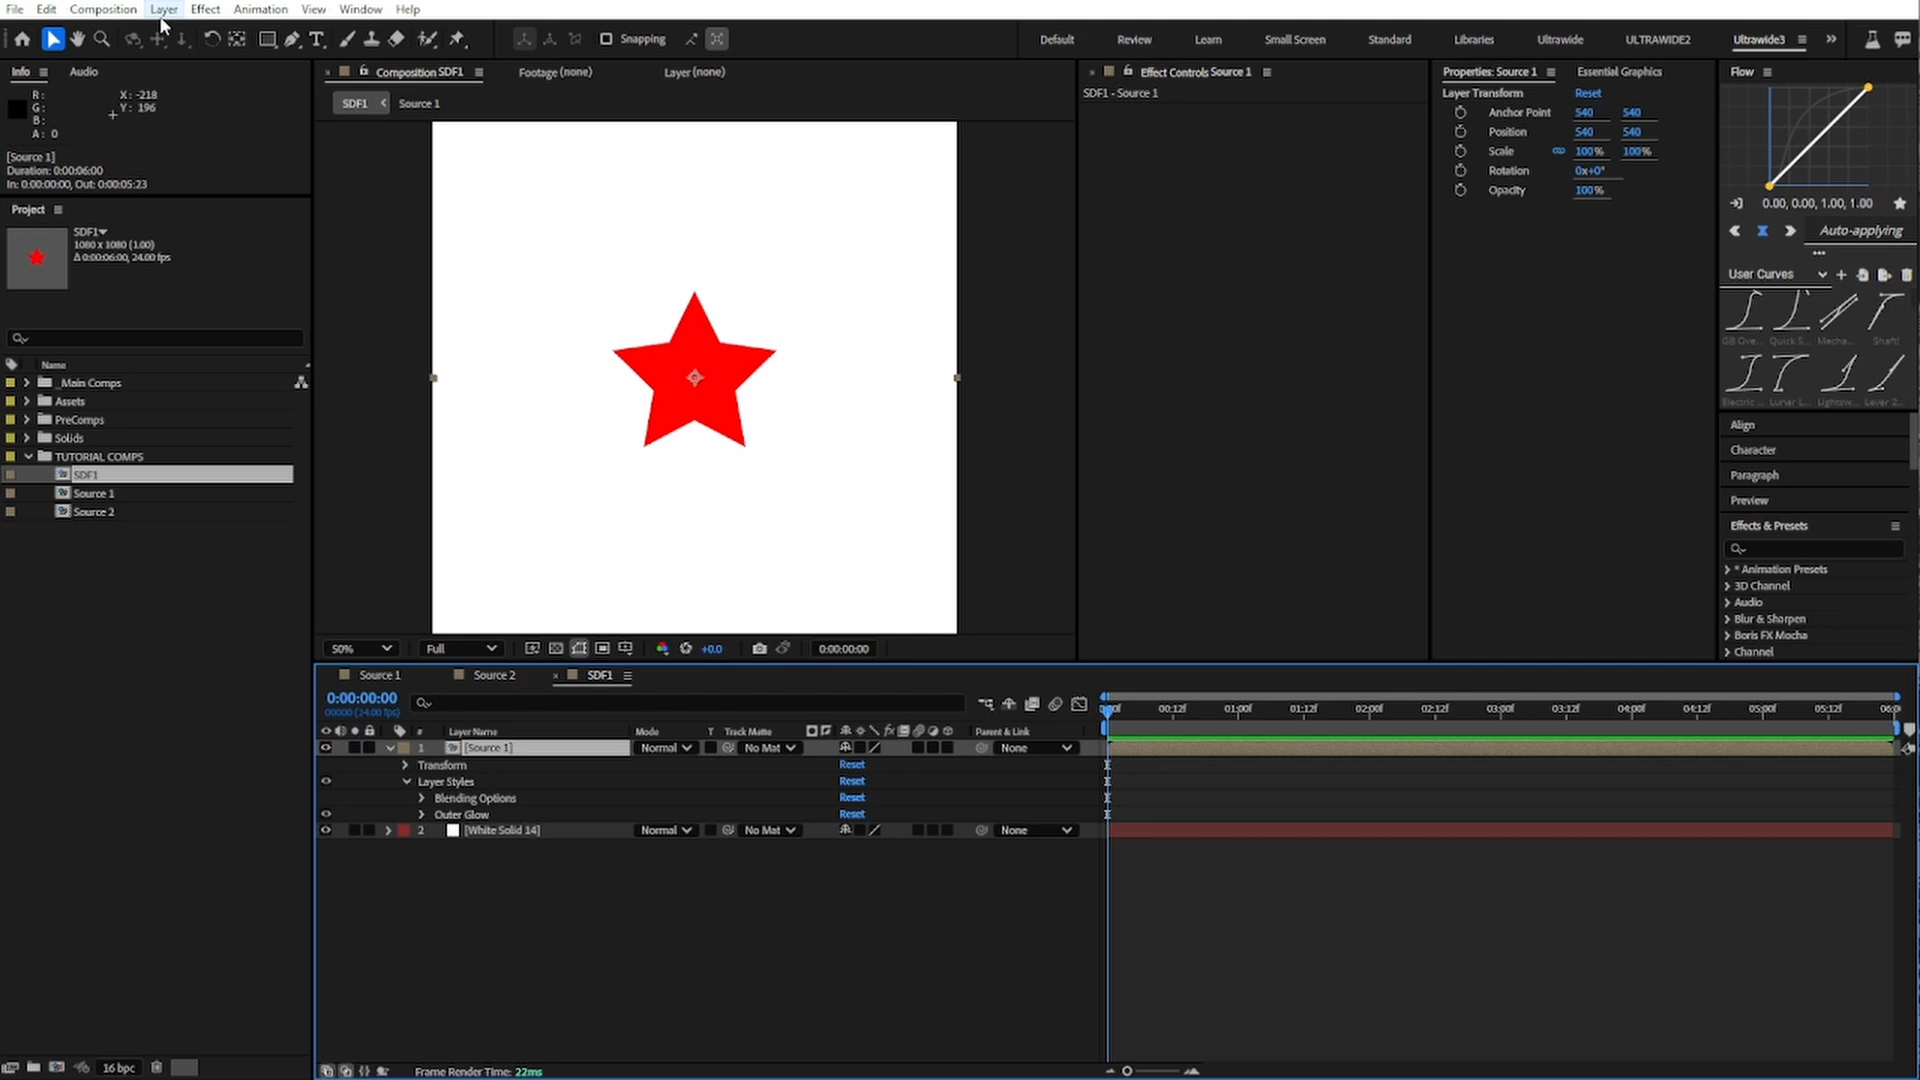 File Edit Composition Layer Effect Animation View Window Help
Snapping
Default Review Learn Small Screen Standard Libraries Ultrawide ULTRAWIDE2 Ultrawide3
Info Audio
R: X: -218
G: Y: 196
B:
A: 0
[Source 1]
Duration: 0:00:06:00
In: 0:00:00:00, Out: 0:00:05:23
Project
SDF1
1080 x 1080 (1.00)
Δ 0:00:06:00, 24.00 fps
Name
_Main Comps
Assets
PreComps
Solids
TUTORIAL COMPS
SDF1
Source 1
Source 2
16 bpc
Composition SDF1 Footage (none) Layer (none)
SDF1 Source 1
50% Full +0.0 0:00:00:00
Effect Controls Source 1
SDF1 - Source 1
Properties: Source 1 Essential Graphics
Layer Transform Reset
Anchor Point 540 540
Position 540 540
Scale 100% 100%
Rotation 0x+0°
Opacity 100%
Flow
0.00, 0.00, 1.00, 1.00
Auto-applying
User Curves
GB Ove... Quick S... Mecha... Shaft!
Electric ... Lunar L... Lightsw... Lever 2...
Align
Character
Paragraph
Preview
Effects & Presets
* Animation Presets
3D Channel
Audio
Blur & Sharpen
Boris FX Mocha
Channel
Source 1 Source 2 SDF1
0:00:00:00
00000 (24.00 fps)
# Layer Name Mode T Track Matte Parent & Link
1 [Source 1] Normal No Mat None
Transform Reset
Layer Styles Reset
Blending Options Reset
Outer Glow Reset
2 [White Solid 14] Normal No Mat None
00:12f 01:00f 01:12f 02:00f 02:12f 03:00f 03:12f 04:00f 04:12f 05:00f 05:12f
Frame Render Time: 22ms